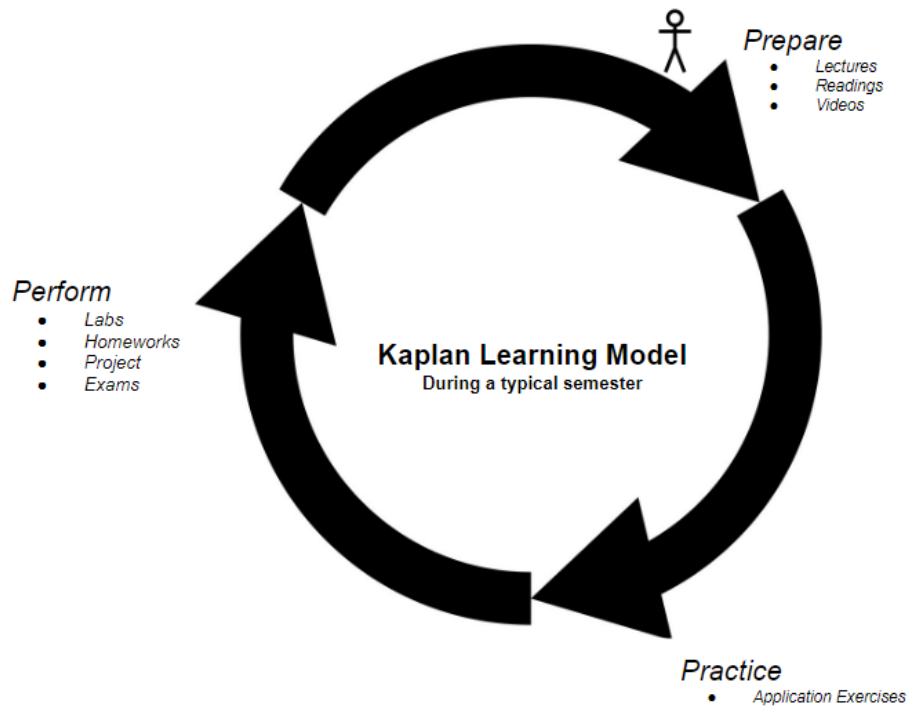 Prepare
● Lectures
● Readings
● Videos
Perform
● Labs
● Homeworks
● Project
● Exams
Kaplan Learning Model
During a typical semester
Practice
● Application Exercises